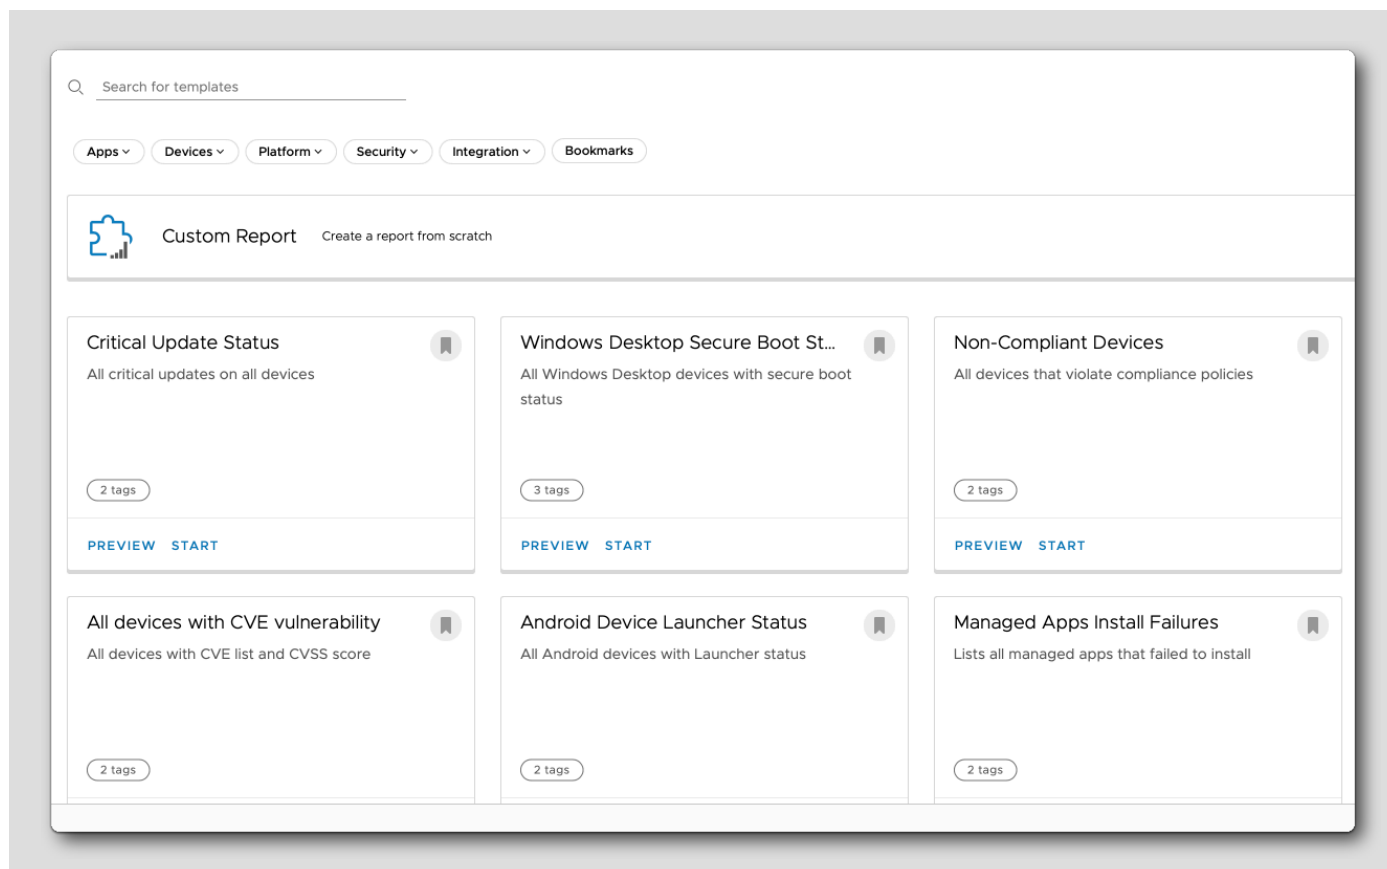 Search for templates
Apps
Devices
Platform
Security
Integration
Bookmarks
Custom Report
Create a report from scratch
Critical Update Status
All critical updates on all devices
2 tags
PREVIEW START
Windows Desktop Secure Boot St...
All Windows Desktop devices with secure boot
status
3 tags
PREVIEW START
Non-Compliant Devices
All devices that violate compliance policies
2 tags
PREVIEW START
All devices with CVE vulnerability
All devices with CVE list and CVSS score
2 tags
Android Device Launcher Status
All Android devices with Launcher status
2 tags
Managed Apps Install Failures
Lists all managed apps that failed to install
2 tags